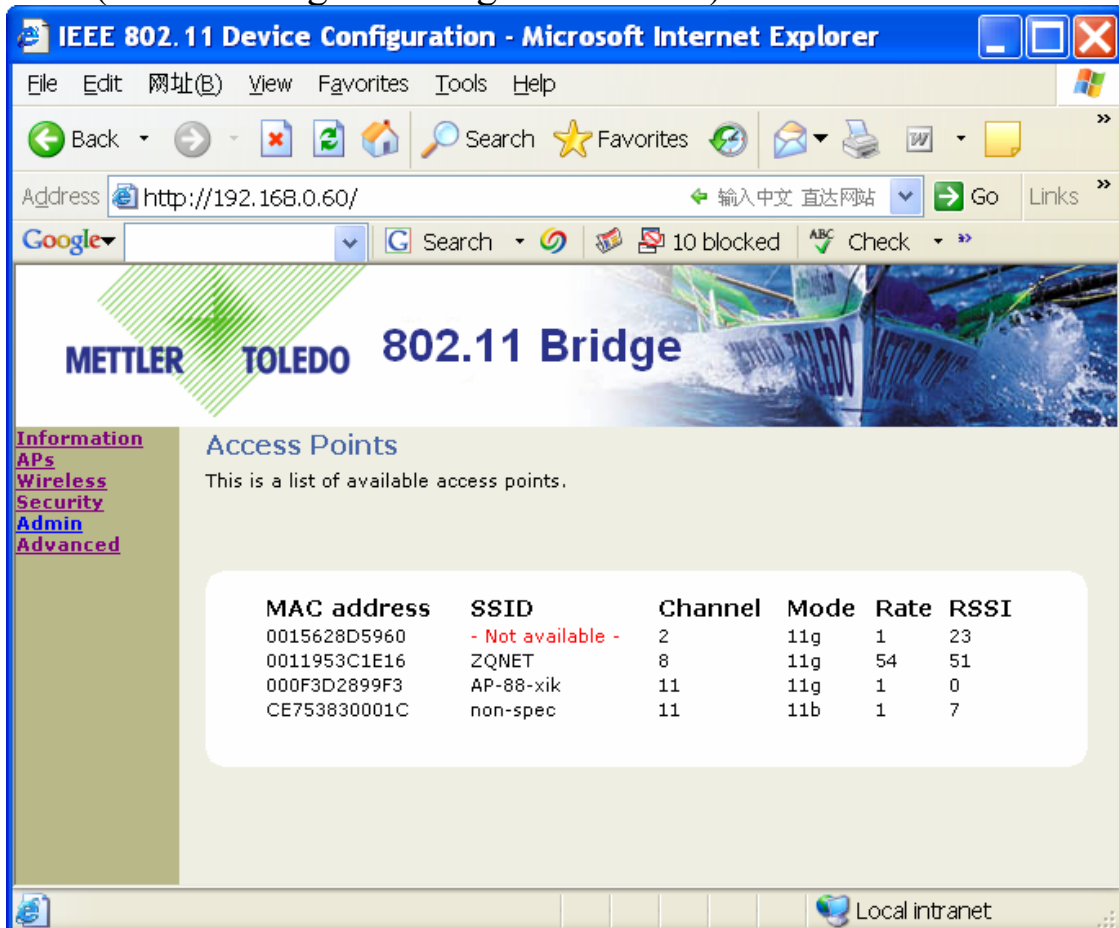 IEEE 802.11 Device Configuration - Microsoft Internet Explorer
File Edit 网址(B) View Favorites Tools Help
Back Search Favorites »
Address http://192.168.0.60/ 输入中文 直达网站 Go Links »
Google Search 10 blocked ABC Check
METTLER TOLEDO 802.11 Bridge
Information
APs
Wireless
Security
Admin
Advanced
Access Points
This is a list of available access points.
MAC address SSID Channel Mode Rate RSSI
0015628D5960 - Not available - 2 11g 1 23
0011953C1E16 ZQNET 8 11g 54 51
000F3D2899F3 AP-88-xik 11 11g 1 0
CE753830001C non-spec 11 11b 1 7
Local intranet